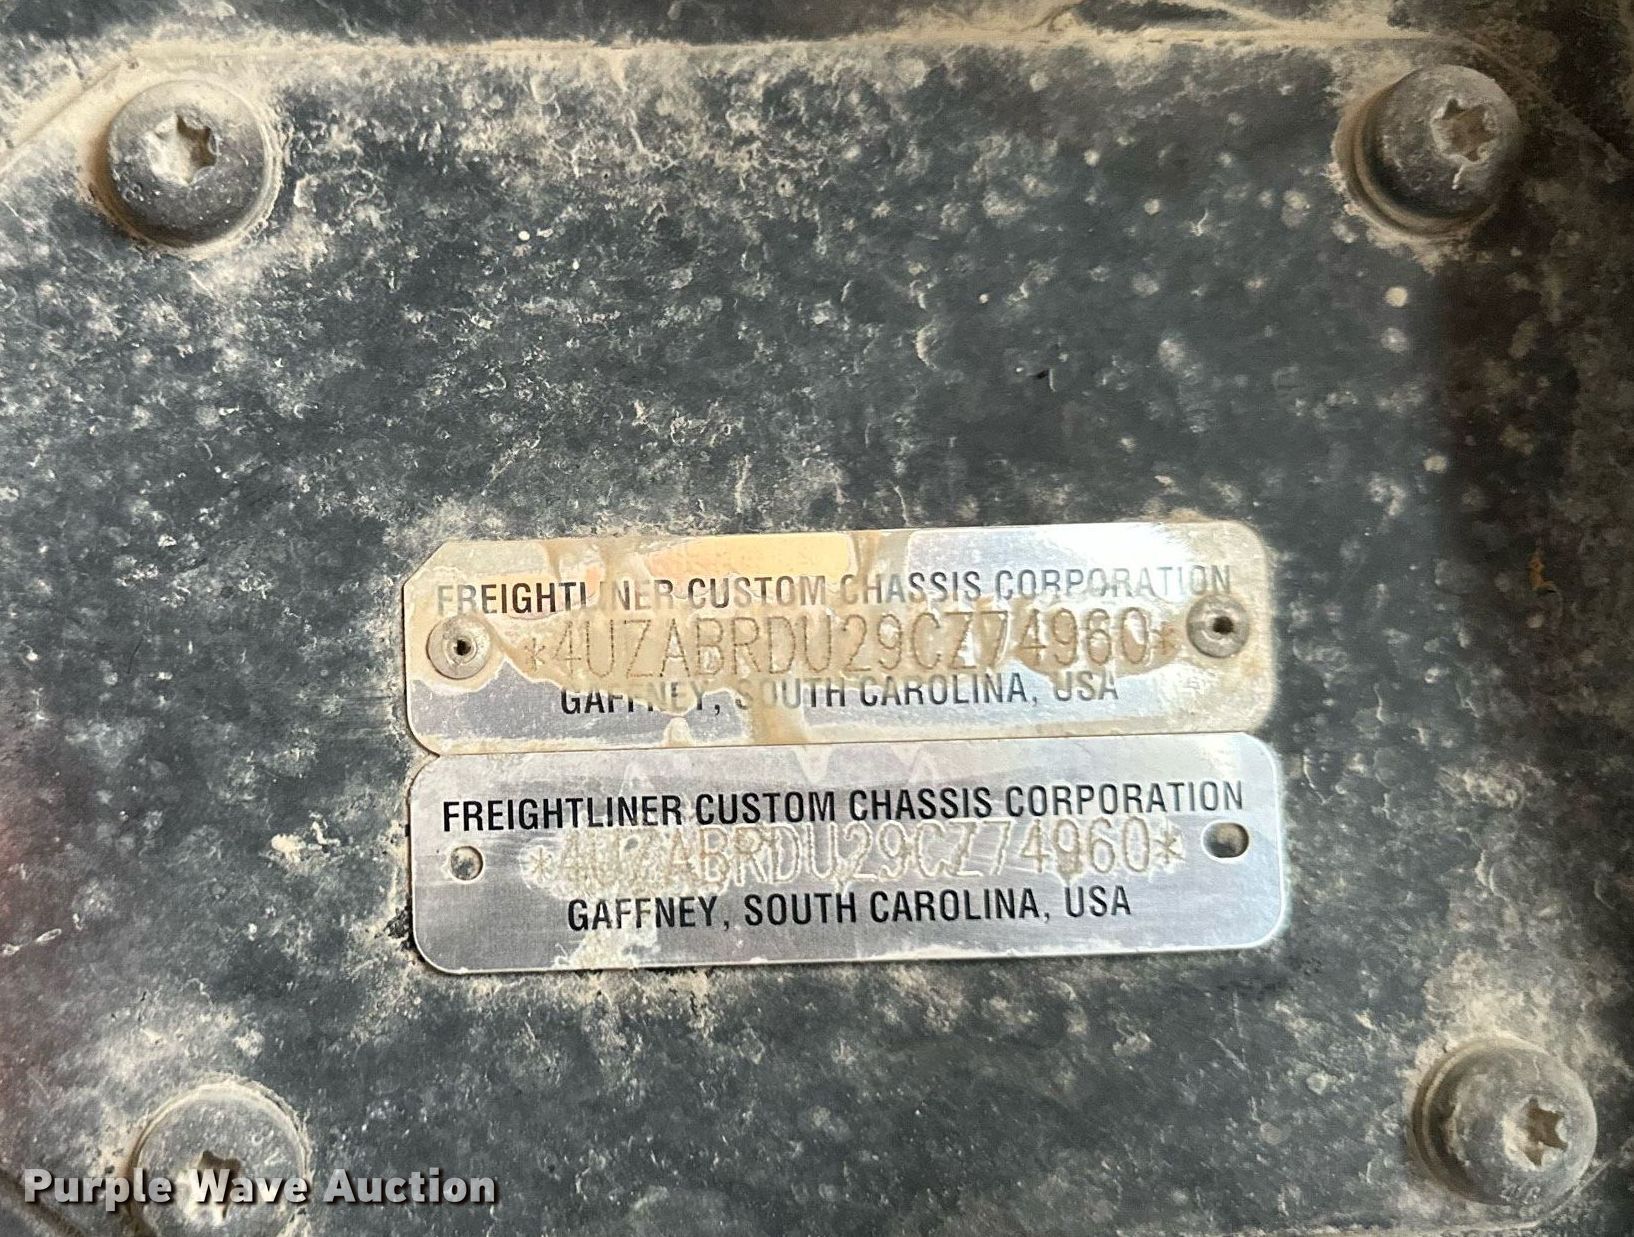 FREIGHTLINER CUSTOM CHASSIS CORPORATION
*4UZABRDU29CZ74960*
GAFFNEY, SOUTH CAROLINA, USA
FREIGHTLINER CUSTOM CHASSIS CORPORATION
*4UZABRDU29CZ74960*
GAFFNEY, SOUTH CAROLINA, USA
Purple Wave Auction